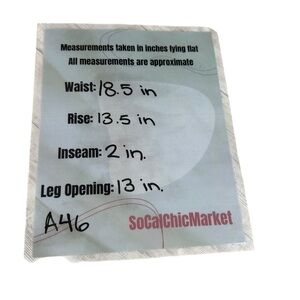 Measurements taken in inches lying flat
All measurements are approximate
Waist: 18.5 in
Rise: 13.5 in
Inseam: 2 in.
Leg Opening: 13 in.
A46
SoCalChicMarket